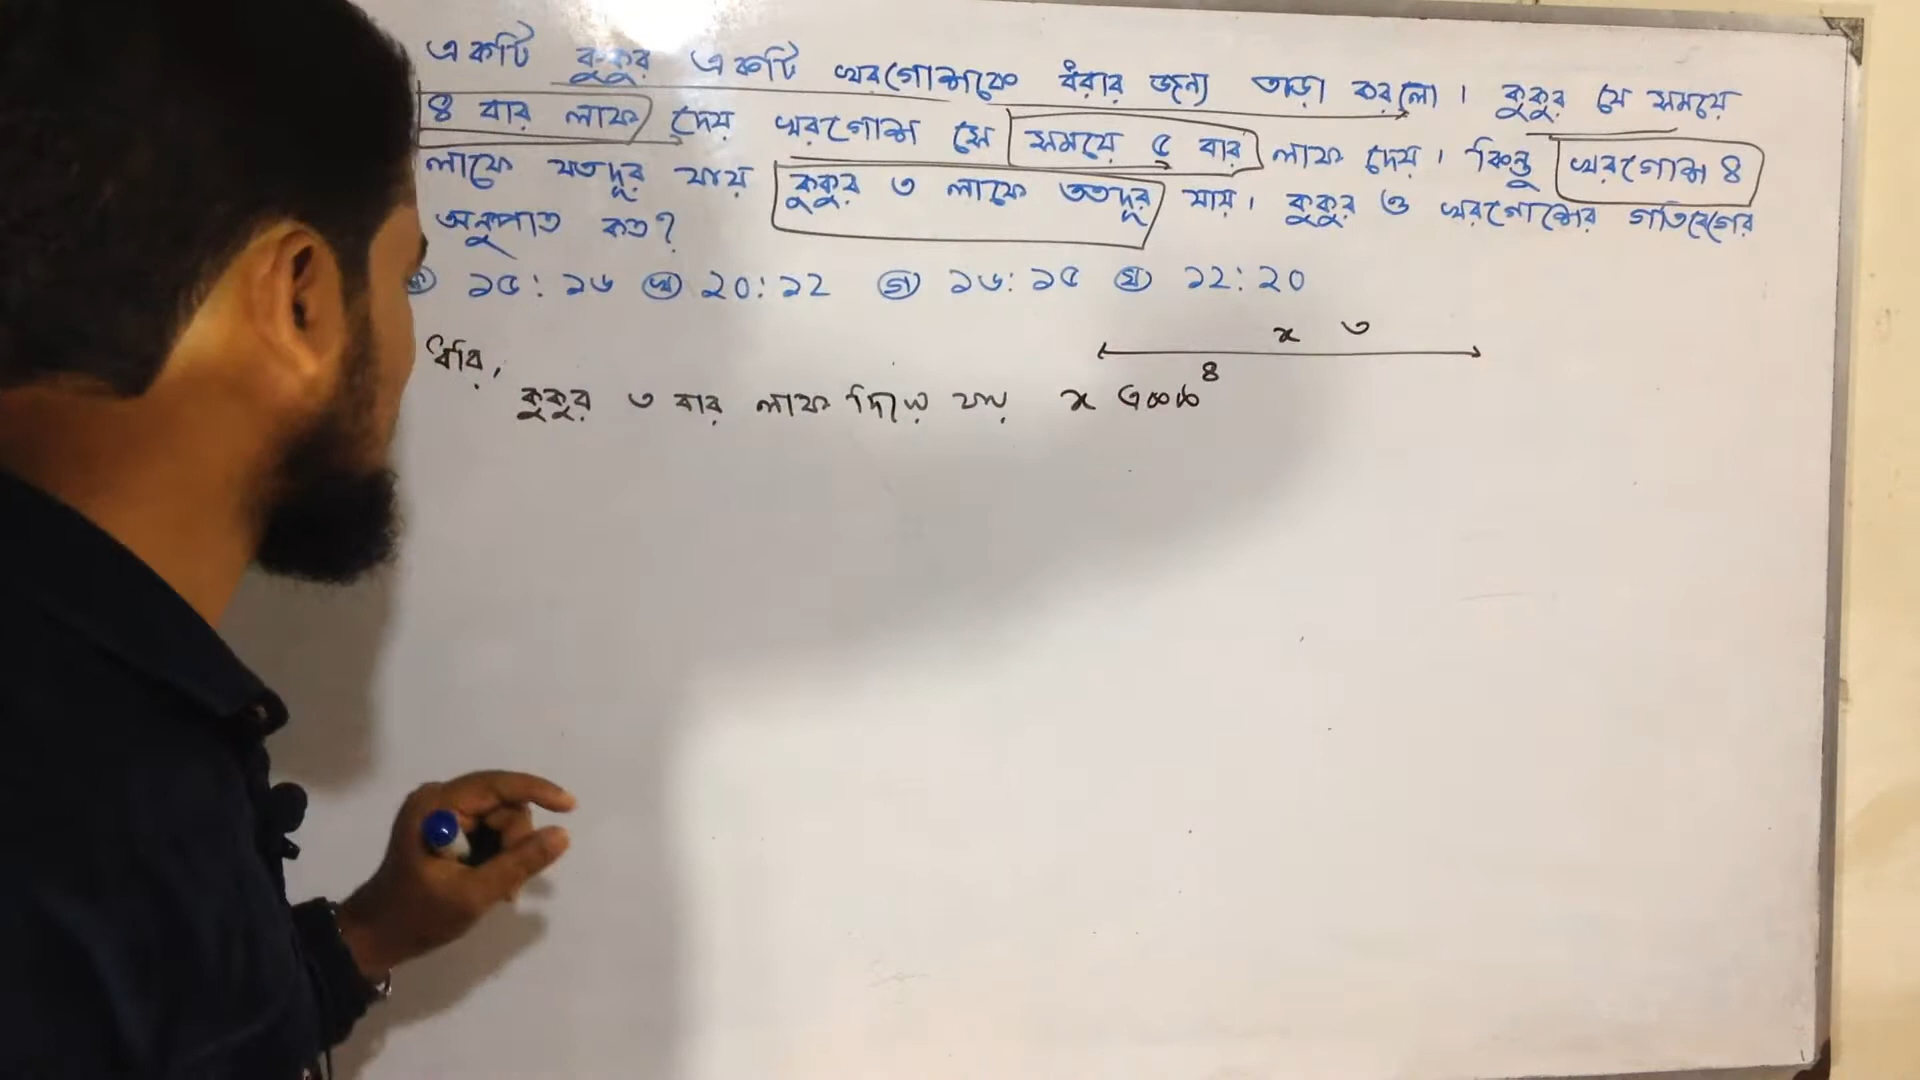 একটি কুকুর একটি খরগোশকে ধরার জন্য তাড়া করলো। কুকুর যে সময়ে
৪ বার লাফ দেয় খরগোশ সে সময়ে ৫ বার লাফ দেয়। কিন্তু খরগোশ ৪
লাফে যতদূর যায় কুকুর ৩ লাফে ততদূর যায়। কুকুর ও খরগোশের গতিবেগের
অনুপাত কত?
ক) ১৫:১৬ খ) ২০:১২ গ) ১৬:১৫ ঘ) ১২:২০
x ৩
৪
ধরি,
কুকুর ৩ বার লাফ দিয়ে যায় x একক